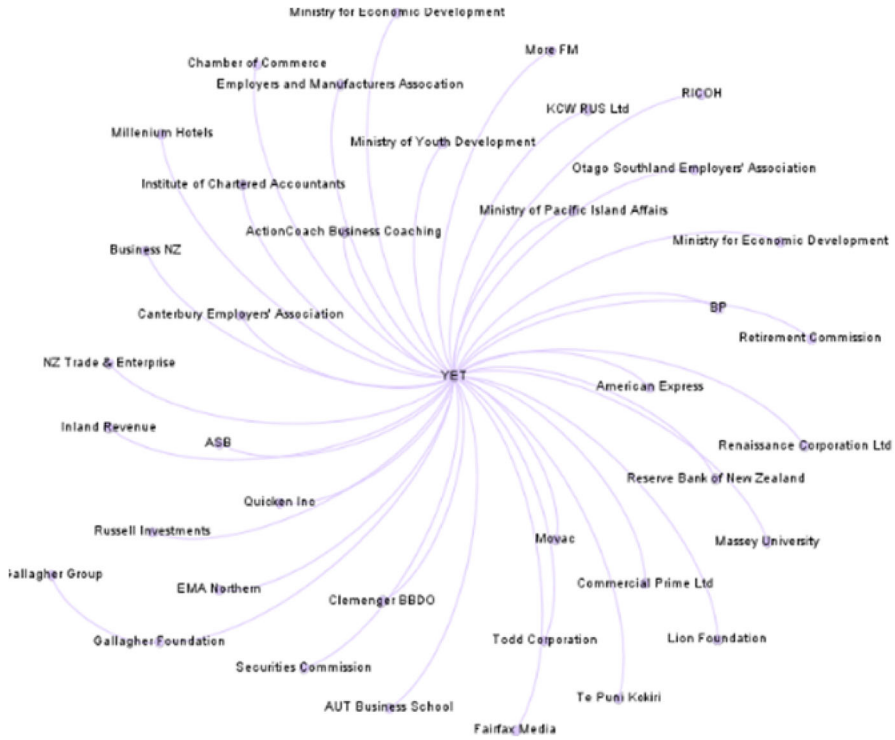 Ministry for Economic Development
More FM
Chamber of Commerce
Employers and Manufacturers Assocation
RICOH
KCW RUS Ltd
Millenium Hotels
Ministry of Youth Development
Otago Southland Employers' Association
Institute of Chartered Accountants
Ministry of Pacific Island Affairs
ActionCoach Business Coaching
Ministry for Economic Development
Business NZ
BP
Canterbury Employers' Association
Retirement Commission
NZ Trade & Enterprise
YET
American Express
Inland Revenue
ASB
Renaissance Corporation Ltd
Reserve Bank of New Zealand
Quicken Inc
Russell Investments
Movac
Massey University
Gallagher Group
EMA Northern
Commercial Prime Ltd
Clemenger BBDO
Gallagher Foundation
Todd Corporation
Lion Foundation
Securities Commission
Te Puni Kokiri
AUT Business School
Fairfax Media